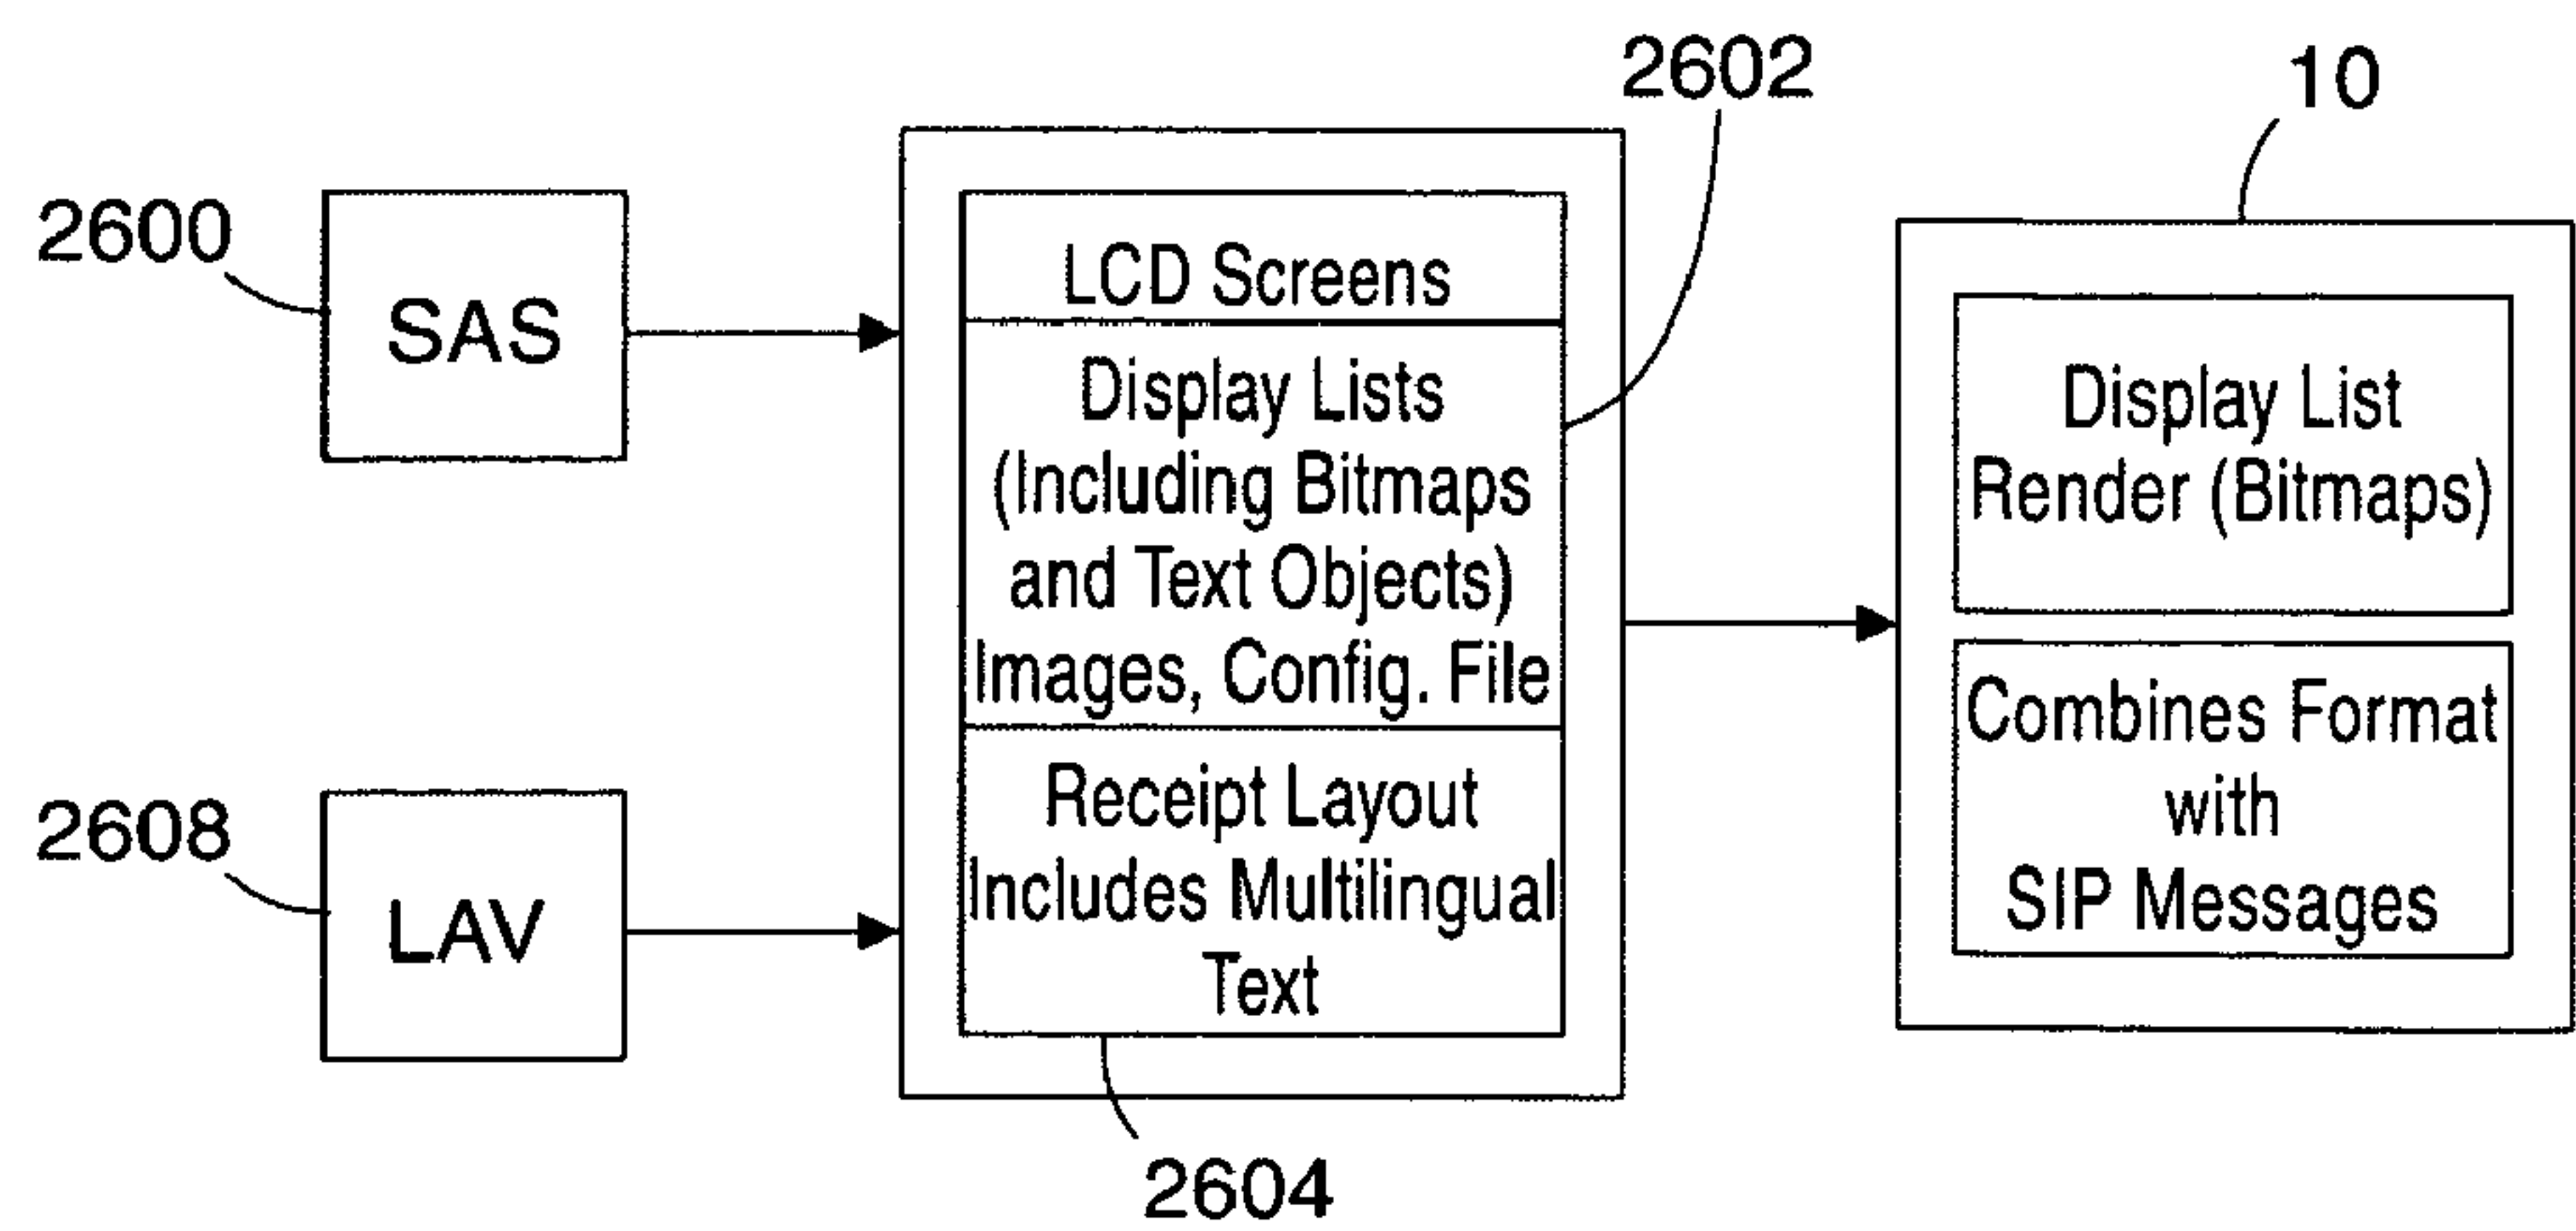 2602
10
2600
SAS
LCD Screens
Display Lists
(Including Bitmaps
and Text Objects)
Images, Config. File
Receipt Layout
Includes Multilingual
Text
2608
LAV
2604
Display List
Render (Bitmaps)
Combines Format
with
SIP Messages